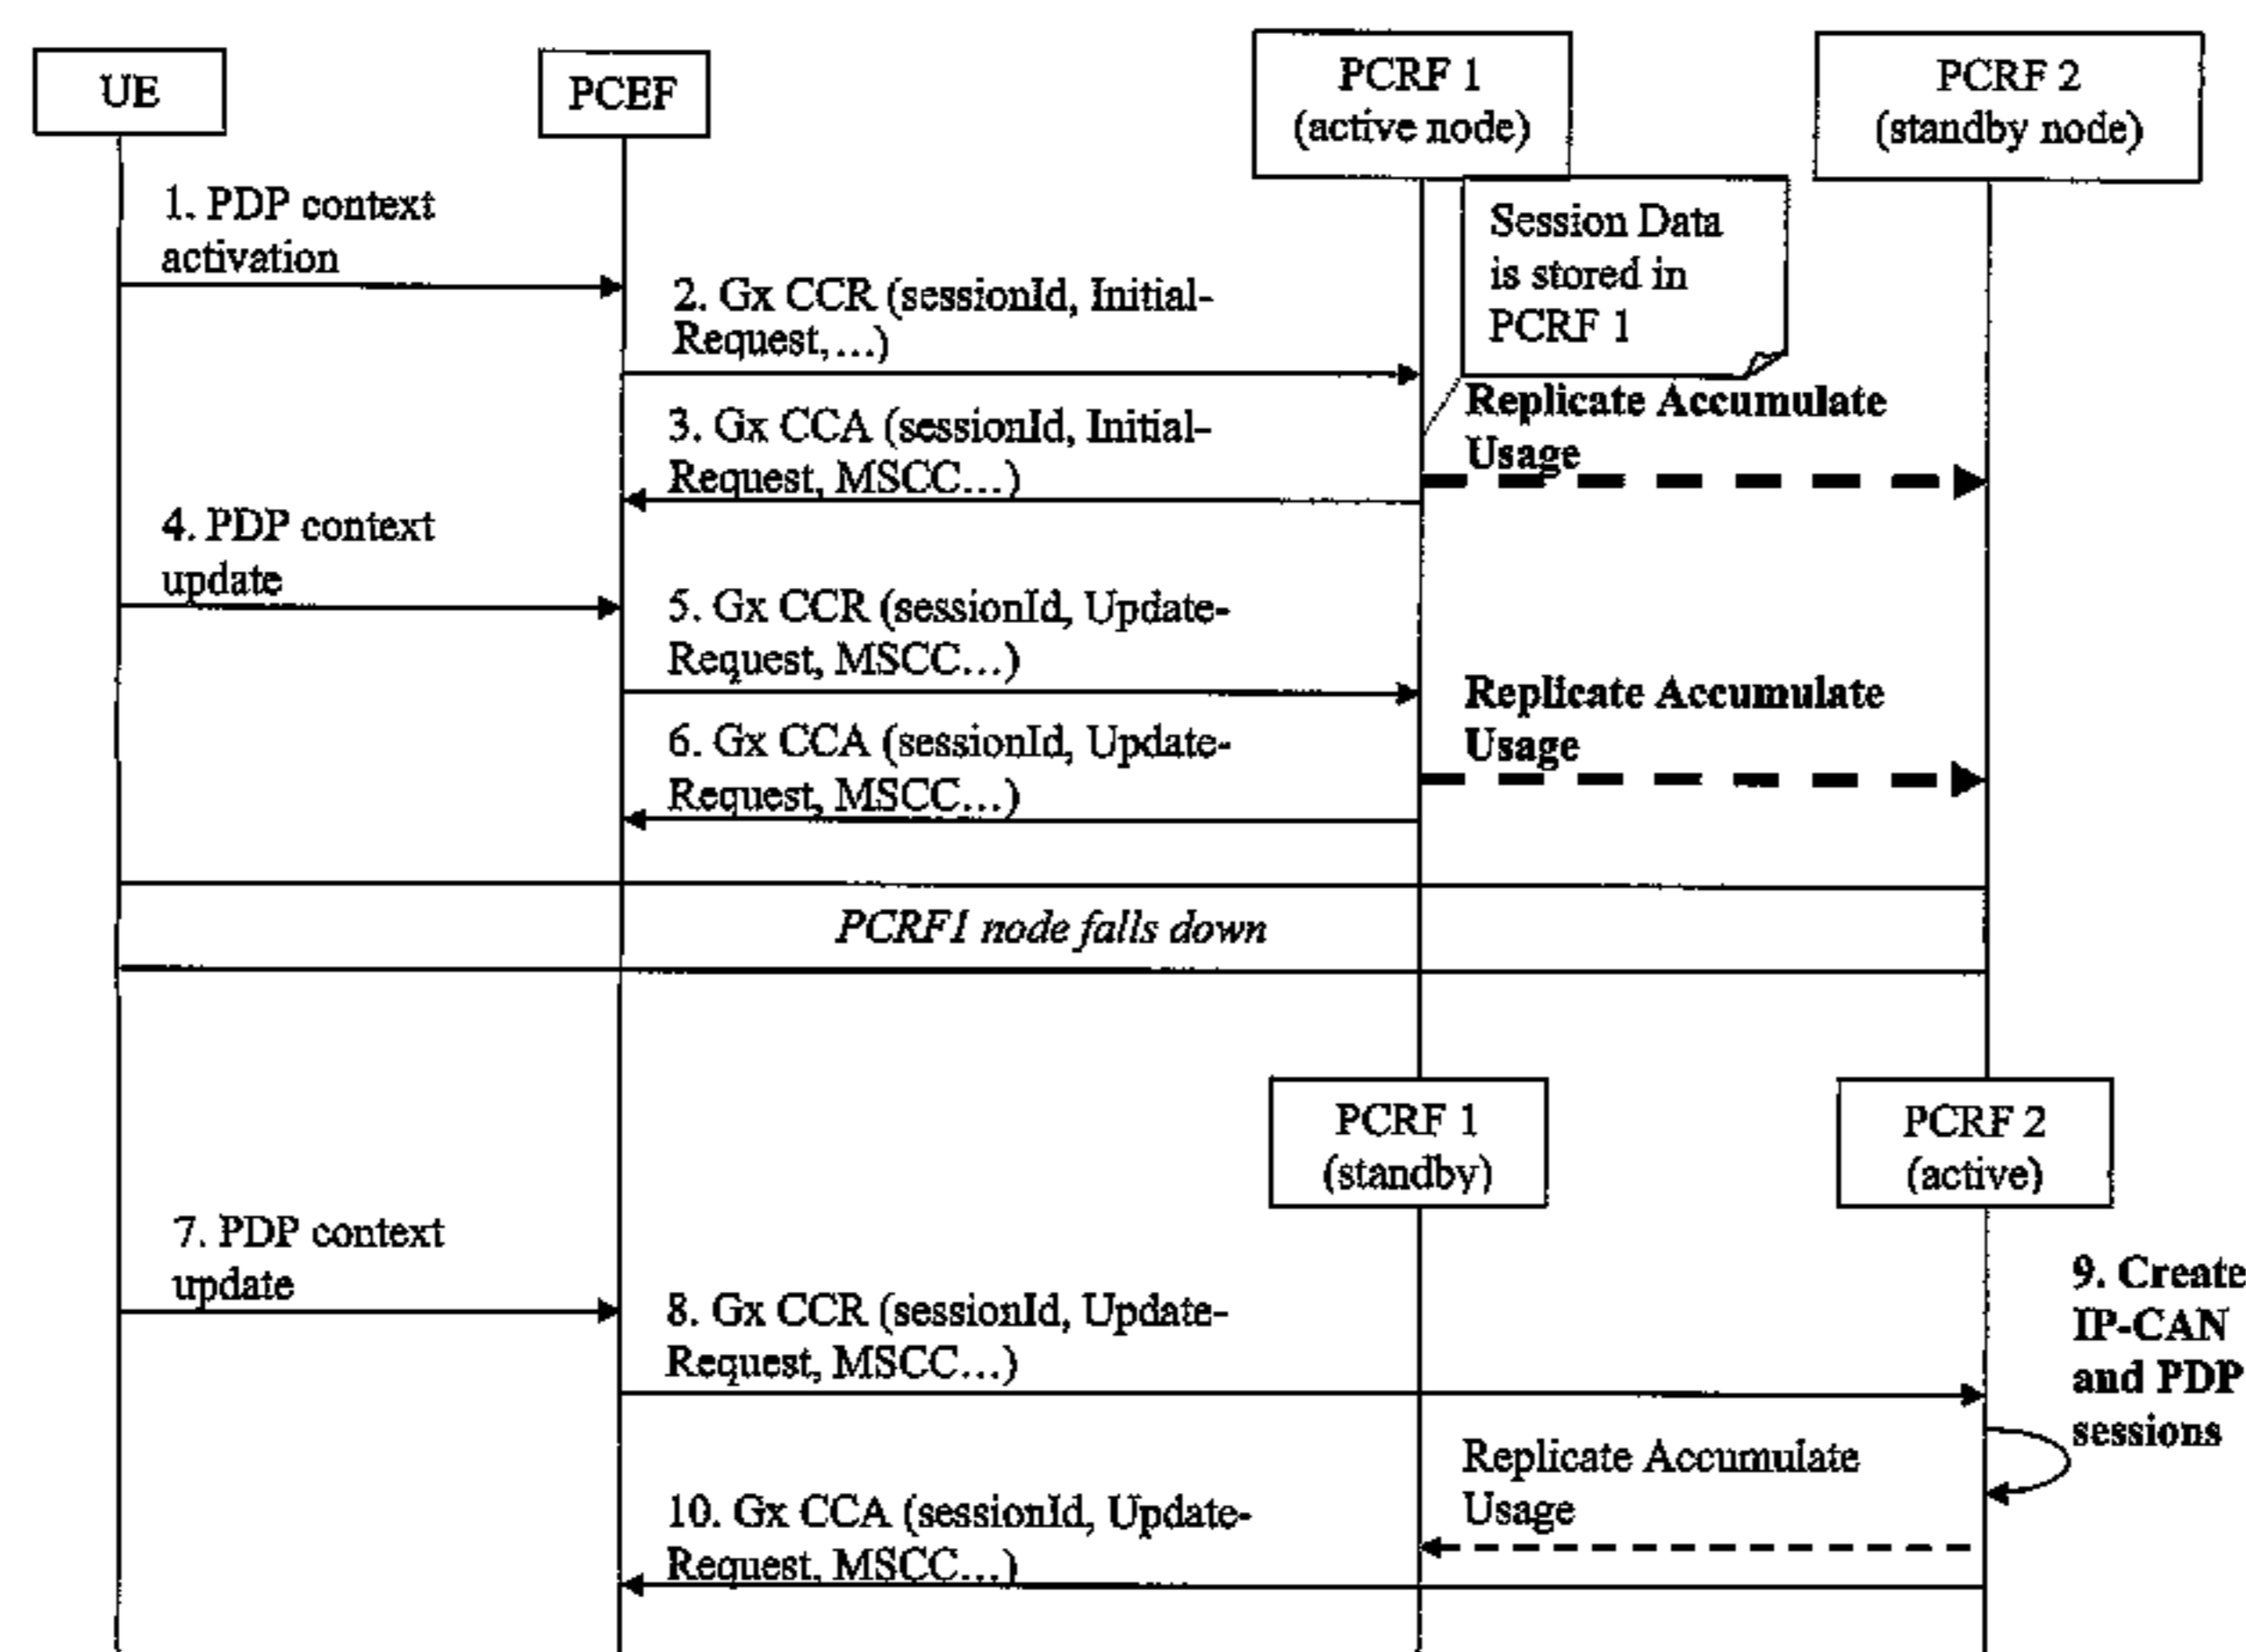 UE
PCEF
PCRF 1
(active node)
PCRF 2
(standby node)
1. PDP context
activation
Session Data
is stored in
PCRF 1
2. Gx CCR (sessionId, Initial-
Request,...)
Replicate Accumulate
Usage
3. Gx CCA (sessionId, Initial-
Request, MSCC...)
4. PDP context
update
5. Gx CCR (sessionId, Update-
Request, MSCC...)
Replicate Accumulate
Usage
6. Gx CCA (sessionId, Update-
Request, MSCC...)
PCRF1 node falls down
PCRF 1
(standby)
PCRF 2
(active)
7. PDP context
update
8. Gx CCR (sessionId, Update-
Request, MSCC...)
9. Create
IP-CAN
and PDP
sessions
Replicate Accumulate
Usage
10. Gx CCA (sessionId, Update-
Request, MSCC...)